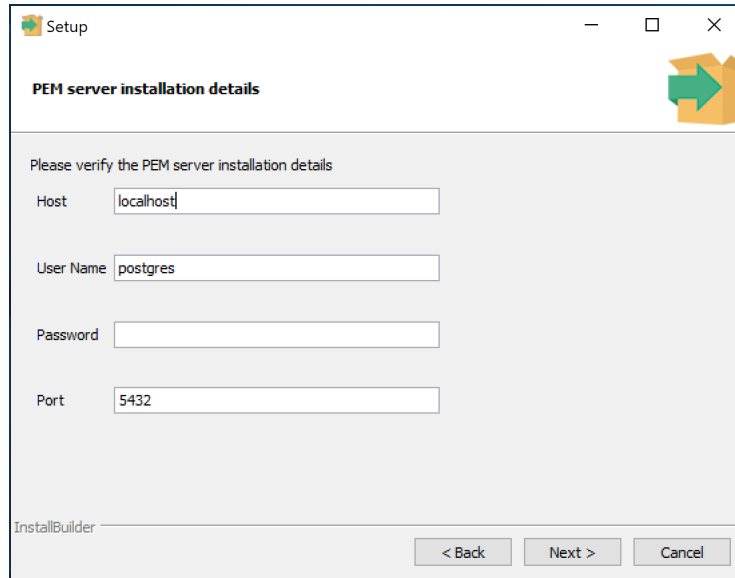 Setup
PEM server installation details
Please verify the PEM server installation details
Host localhost
User Name postgres
Password
Port 5432
InstallBuilder
< Back Next > Cancel